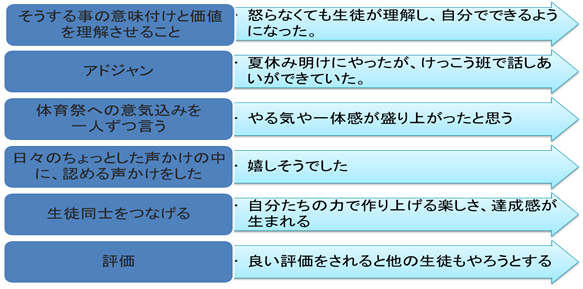 そうする事の意味付けと価値
を理解させること
・ 怒らなくても生徒が理解し、自分でできるよう
になった。
アドジャン
・ 夏休み明けにやったが、けっこう班で話しあ
いができていた。
体育祭への意気込みを
一人ずつ言う
・ やる気や一体感が盛り上がったと思う
日々のちょっとした声かけの中
に、認める声かけをした
・ 嬉しそうでした
生徒同士をつなげる
・ 自分たちの力で作り上げる楽しさ、達成感が
生まれる
評価
・ 良い評価をされると他の生徒もやろうとする